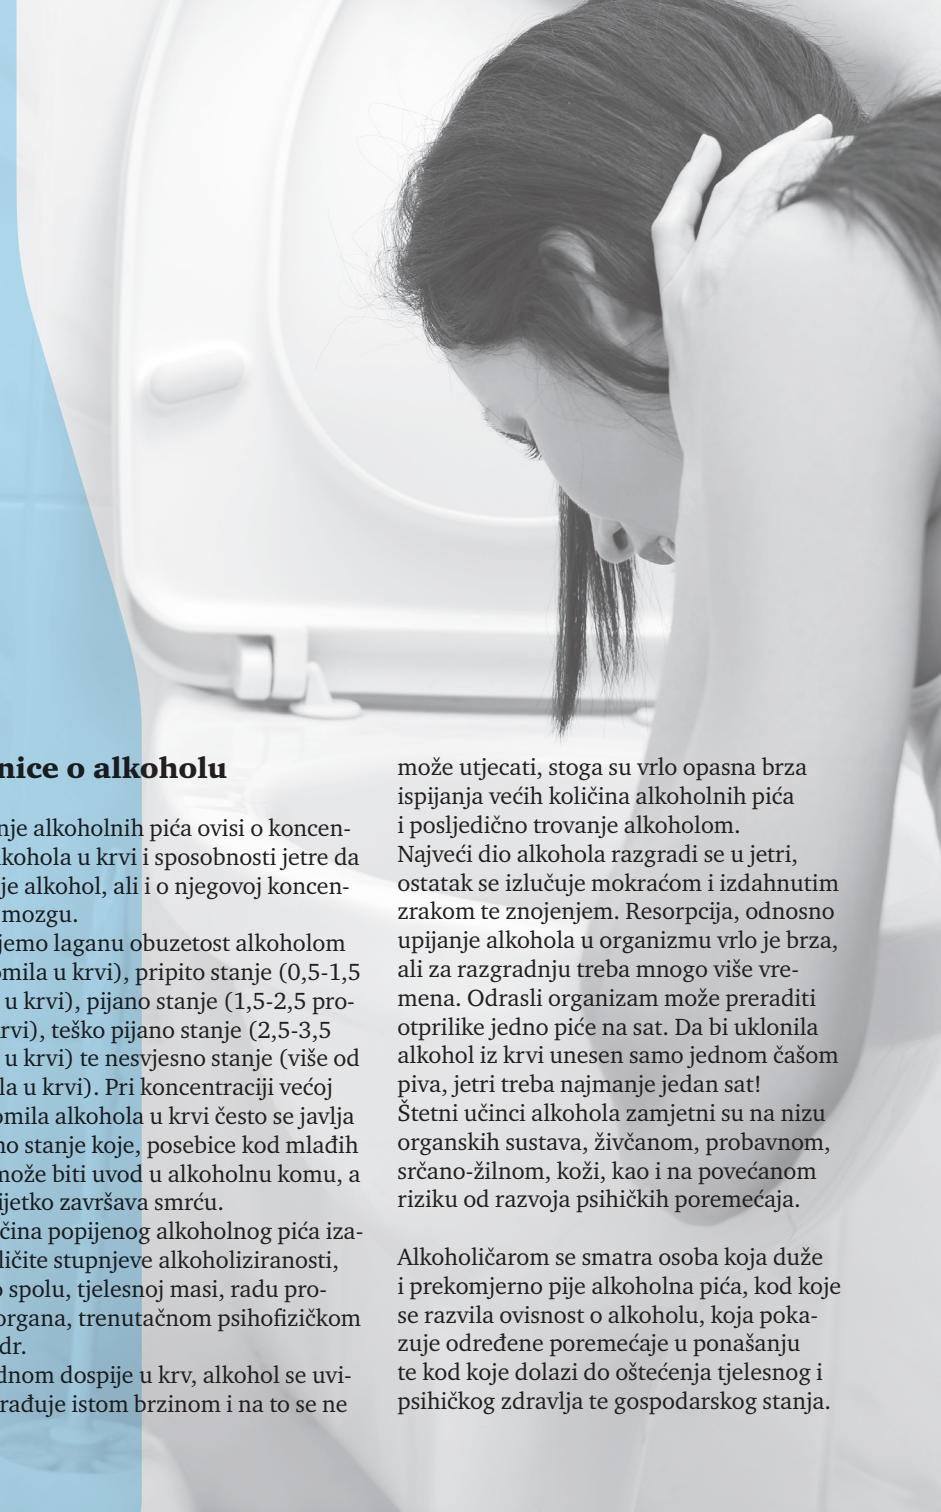 nice o alkoholu
nje alkoholnih pića ovisi o koncen-
lkohola u krvi i sposobnosti jetre da
je alkohol, ali i o njegovoj koncen-
mozgu.
jemo laganu obuzetost alkoholom
omila u krvi), pripito stanje (0,5-1,5
u krvi), pijano stanje (1,5-2,5 pro-
rvi), teško pijano stanje (2,5-3,5
u krvi) te nesvjesno stanje (više od
la u krvi). Pri koncentraciji većoj
omila alkohola u krvi često se javlja
no stanje koje, posebice kod mlađih
može biti uvod u alkoholnu komu, a
ijetko završava smrću.
čina popijenog alkoholnog pića iza-
ličite stupnjeve alkoholiziranosti,
o spolu, tjelesnoj masi, radu pro-
organa, trenutačnom psihofizičkom
dr.
dnom dospije u krv, alkohol se uvi-
rađuje istom brzinom i na to se ne
može utjecati, stoga su vrlo opasna brza
ispijanja većih količina alkoholnih pića
i posljedično trovanje alkoholom.
Najveći dio alkohola razgradi se u jetri,
ostatak se izlučuje mokraćom i izdahnutim
zrakom te znojenjem. Resorpcija, odnosno
upijanje alkohola u organizmu vrlo je brza,
ali za razgradnju treba mnogo više vre-
mena. Odrasli organizam može preraditi
otprilike jedno piće na sat. Da bi uklonila
alkohol iz krvi unesen samo jednom čašom
piva, jetri treba najmanje jedan sat!
Štetni učinci alkohola zamjetni su na nizu
organskih sustava, živčanom, probavnom,
srčano-žilnom, koži, kao i na povećanom
riziku od razvoja psihičkih poremećaja.
Alkoholičarom se smatra osoba koja duže
i prekomjerno pije alkoholna pića, kod koje
se razvila ovisnost o alkoholu, koja poka-
zuje određene poremećaje u ponašanju
te kod koje dolazi do oštećenja tjelesnog i
psihičkog zdravlja te gospodarskog stanja.